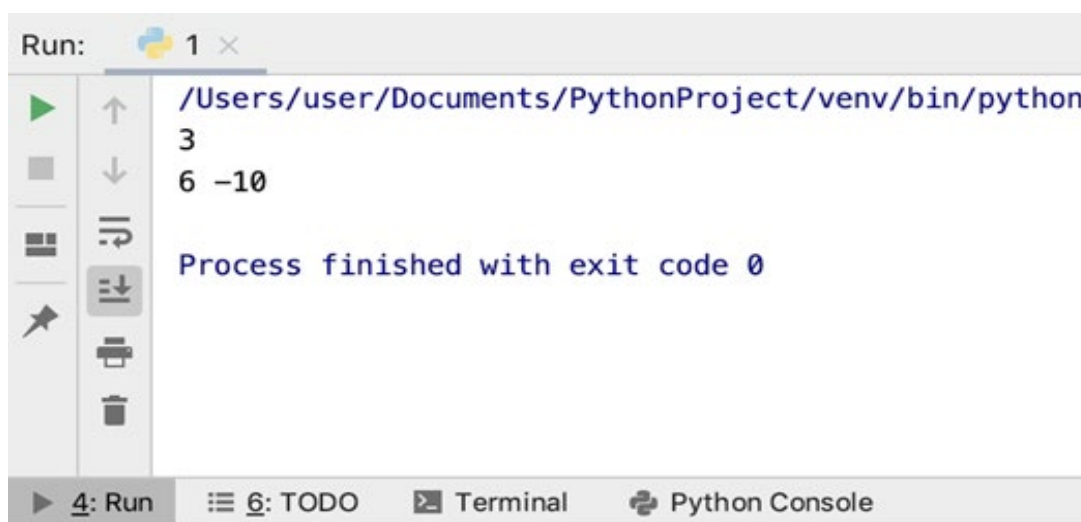 Run: 1
/Users/user/Documents/PythonProject/venv/bin/python
3
6 -10
Process finished with exit code 0
4: Run 6: TODO Terminal Python Console